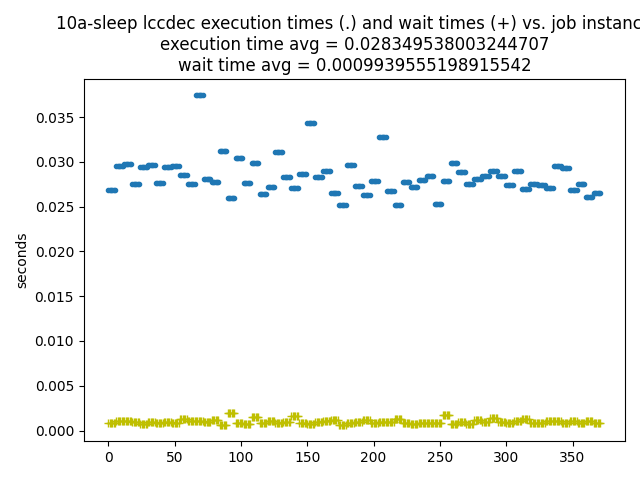 10a-sleep lccdec execution times (.) and wait times (+) vs. job instanc
execution time avg = 0.028349538003244707
wait time avg = 0.0009939555198915542
0.035
0.030
0.025
0.020
0.015
0.010
0.005
0.000
seconds
0 50 100 150 200 250 300 350